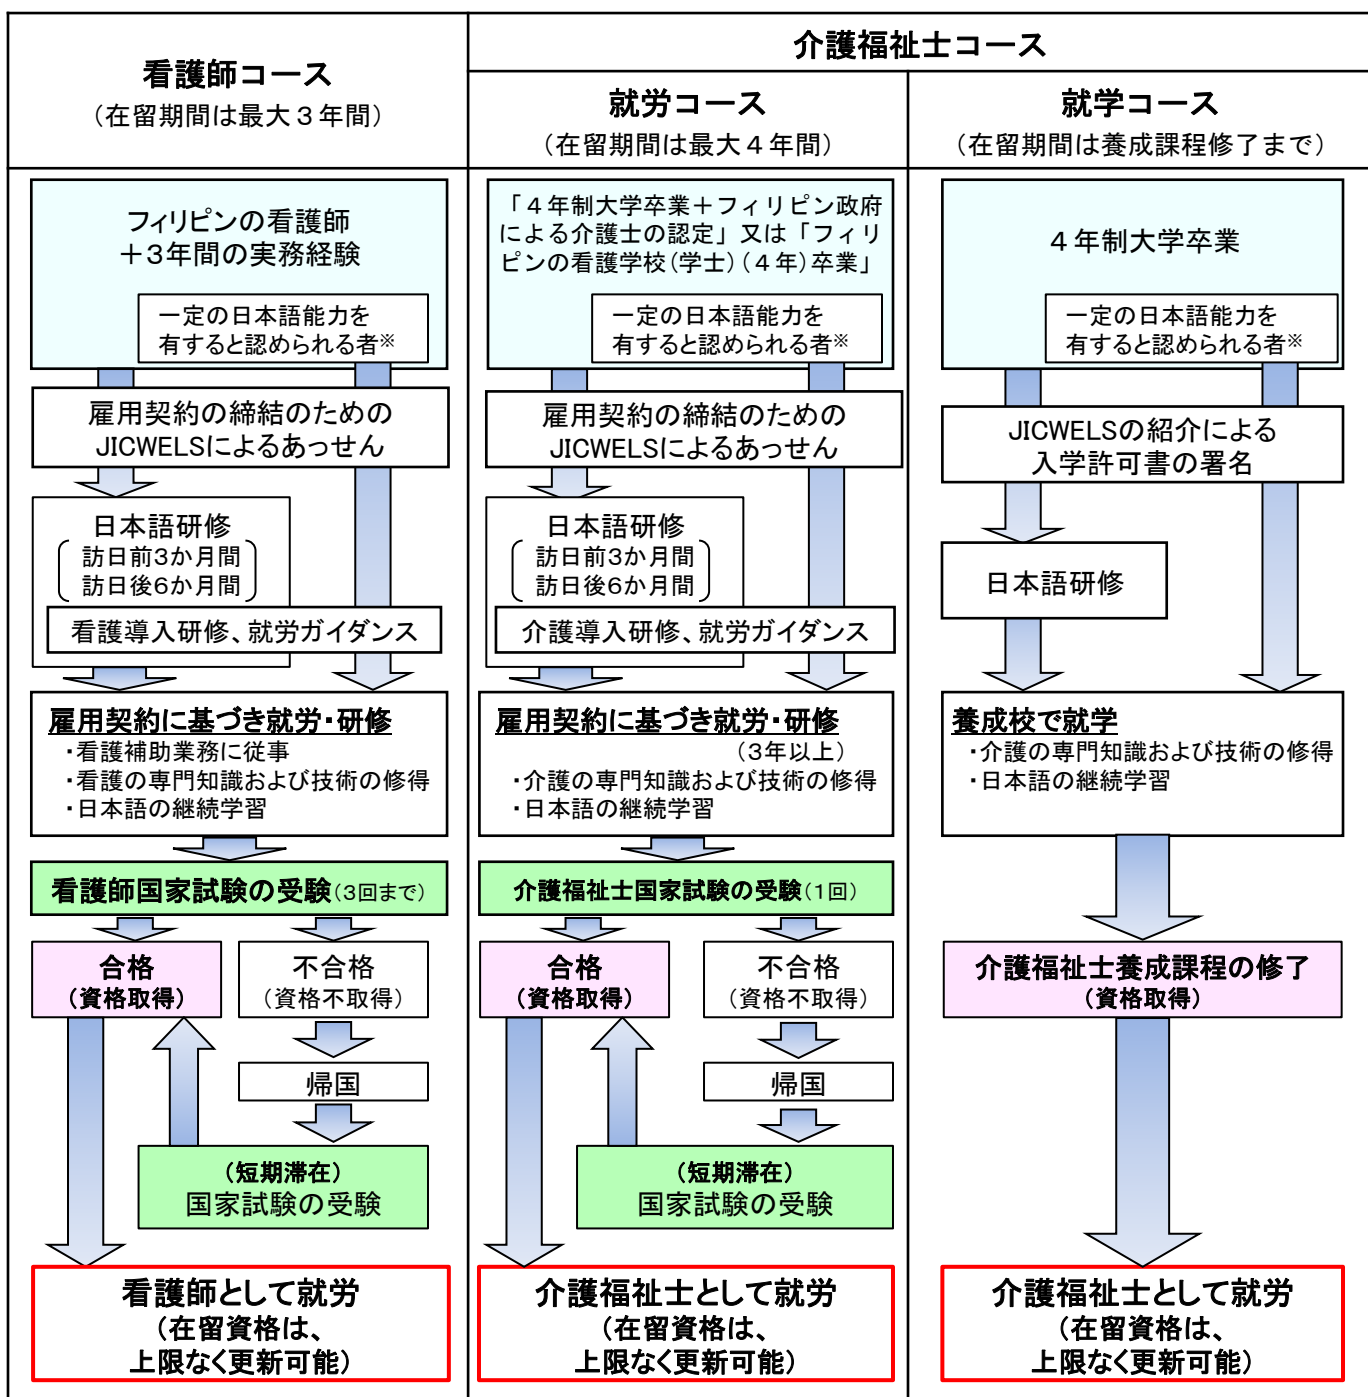 看護師コース
（在留期間は最大３年間）
介護福祉士コース
就労コース
（在留期間は最大４年間）
就学コース
（在留期間は養成課程修了まで）
フィリピンの看護師
＋3年間の実務経験
一定の日本語能力を
有すると認められる者※
雇用契約の締結のための
JICWELSによるあっせん
日本語研修
訪日前3か月間
訪日後6か月間
看護導入研修、就労ガイダンス
雇用契約に基づき就労・研修
・看護補助業務に従事
・看護の専門知識および技術の修得
・日本語の継続学習
看護師国家試験の受験（3回まで）
合格
（資格取得）
不合格
（資格不取得）
帰国
（短期滞在）
国家試験の受験
看護師として就労
（在留資格は、
上限なく更新可能）
「４年制大学卒業＋フィリピン政府
による介護士の認定」又は「フィリ
ピンの看護学校（学士）（４年）卒業」
一定の日本語能力を
有すると認められる者※
雇用契約の締結のための
JICWELSによるあっせん
日本語研修
訪日前3か月間
訪日後6か月間
介護導入研修、就労ガイダンス
雇用契約に基づき就労・研修
（3年以上）
・介護の専門知識および技術の修得
・日本語の継続学習
介護福祉士国家試験の受験（1回）
合格
（資格取得）
不合格
（資格不取得）
帰国
（短期滞在）
国家試験の受験
介護福祉士として就労
（在留資格は、
上限なく更新可能）
４年制大学卒業
一定の日本語能力を
有すると認められる者※
JICWELSの紹介による
入学許可書の署名
日本語研修
養成校で就学
・介護の専門知識および技術の修得
・日本語の継続学習
介護福祉士養成課程の修了
（資格取得）
介護福祉士として就労
（在留資格は、
上限なく更新可能）